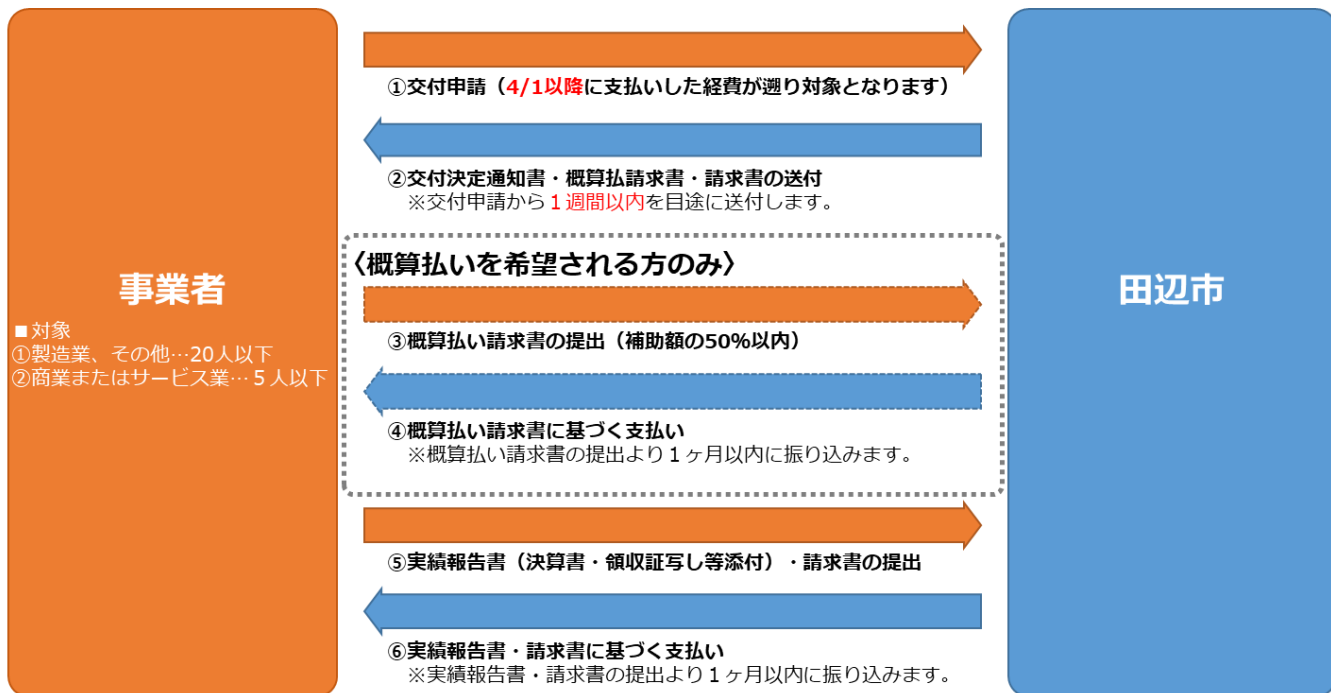 事業者
■対象
①製造業、その他…20人以下
②商業またはサービス業…５人以下
①交付申請（4/1以降に支払いした経費が遡り対象となります）
②交付決定通知書・概算払請求書・請求書の送付
※交付申請から１週間以内を目途に送付します。
〈概算払いを希望される方のみ〉
③概算払い請求書の提出（補助額の50%以内）
④概算払い請求書に基づく支払い
※概算払い請求書の提出より１ヶ月以内に振り込みます。
⑤実績報告書（決算書・領収証写し等添付）・請求書の提出
⑥実績報告書・請求書に基づく支払い
※実績報告書・請求書の提出より１ヶ月以内に振り込みます。
田辺市